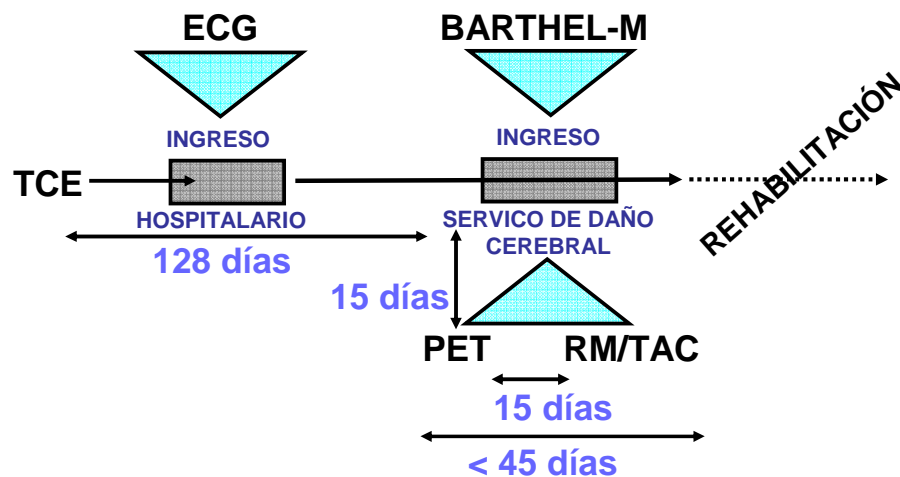 ECG
BARTHEL-M
INGRESO
INGRESO
TCE
REHABILITACIÓN
HOSPITALARIO
SERVICO DE DAÑO
CEREBRAL
128 días
15 días
PET
RM/TAC
15 días
< 45 días